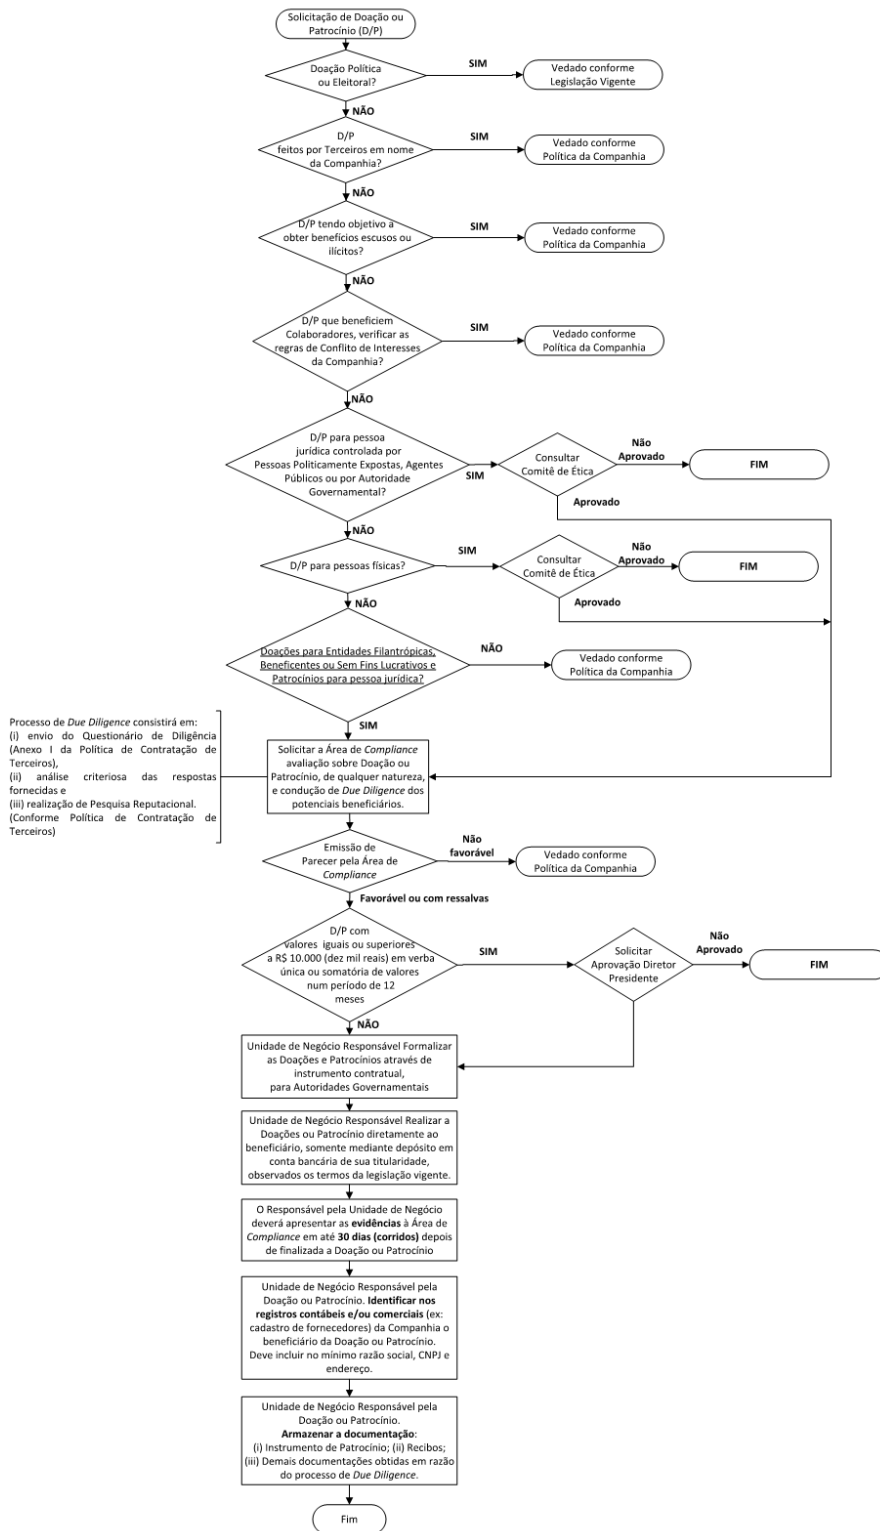 Solicitação de Doação ou
Patrocínio (D/P)
Doação Política
ou Eleitoral?
SIM
Vedado conforme
Legislação Vigente
NÃO
D/P
feitos por Terceiros em nome
da Companhia?
SIM
Vedado conforme
Política da Companhia
NÃO
D/P tendo objetivo a
obter benefícios escusos ou
ilícitos?
SIM
Vedado conforme
Política da Companhia
NÃO
D/P que beneficiem
Colaboradores, verificar as
regras de Conflito de Interesses
da Companhia?
SIM
Vedado conforme
Política da Companhia
NÃO
D/P para pessoa
jurídica controlada por
Pessoas Politicamente Expostas, Agentes
Públicos ou por Autoridade
Governamental?
SIM
Consultar
Comitê de Ética
Não
Aprovado
FIM
Aprovado
NÃO
D/P para pessoas físicas?
SIM
Consultar
Comitê de Ética
Não
Aprovado
FIM
Aprovado
NÃO
Doações para Entidades Filantrópicas,
Beneficentes ou Sem Fins Lucrativos e
Patrocínios para pessoa jurídica?
NÃO
Vedado conforme
Política da Companhia
SIM
Processo de Due Diligence consistirá em:
(i) envio do Questionário de Diligência
(Anexo I da Política de Contratação de
Terceiros),
(ii) análise criteriosa das respostas
fornecidas e
(iii) realização de Pesquisa Reputacional.
(Conforme Política de Contratação de
Terceiros)
Solicitar a Área de Compliance
avaliação sobre Doação ou
Patrocínio, de qualquer natureza,
e condução de Due Diligence dos
potenciais beneficiários.
Emissão de
Parecer pela Área de
Compliance
Não
favorável
Vedado conforme
Política da Companhia
Favorável ou com ressalvas
D/P com
valores iguais ou superiores
a R$ 10.000 (dez mil reais) em verba
única ou somatória de valores
num período de 12
meses
SIM
Solicitar
Aprovação Diretor
Presidente
Não
Aprovado
FIM
NÃO
Unidade de Negócio Responsável Formalizar
as Doações e Patrocínios através de
instrumento contratual,
para Autoridades Governamentais
Unidade de Negócio Responsável Realizar a
Doações ou Patrocínio diretamente ao
beneficiário, somente mediante depósito em
conta bancária de sua titularidade,
observados os termos da legislação vigente.
O Responsável pela Unidade de Negócio
deverá apresentar as evidências à Área de
Compliance em até 30 dias (corridos) depois
de finalizada a Doação ou Patrocínio
Unidade de Negócio Responsável pela
Doação ou Patrocínio. Identificar nos
registros contábeis e/ou comerciais (ex:
cadastro de fornecedores) da Companhia o
beneficiário da Doação ou Patrocínio.
Deve incluir no mínimo razão social, CNPJ e
endereço.
Unidade de Negócio Responsável pela
Doação ou Patrocínio.
Armazenar a documentação:
(i) Instrumento de Patrocínio; (ii) Recibos;
(iii) Demais documentações obtidas em razão
do processo de Due Diligence.
Fim